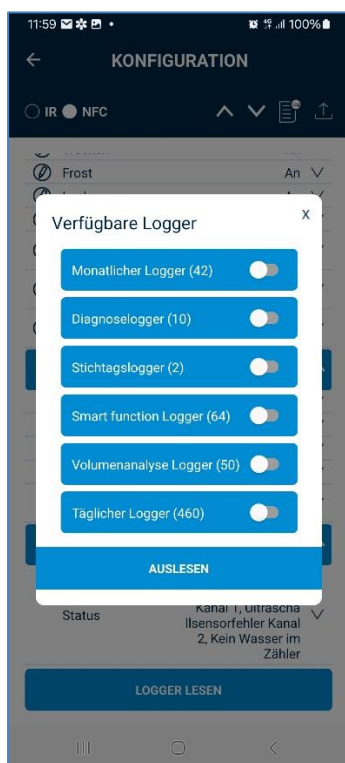 11:59
100%
KONFIGURATION
IR NFC
Frost An
Verfügbare Logger X
Monatlicher Logger (42)
Diagnoselogger (10)
Stichtagslogger (2)
Smart function Logger (64)
Volumenanalyse Logger (50)
Täglicher Logger (460)
AUSLESEN
Status
Kanal 1, Ultrascha
llsensorfehler Kanal
2, Kein Wasser im
Zähler
LOGGER LESEN